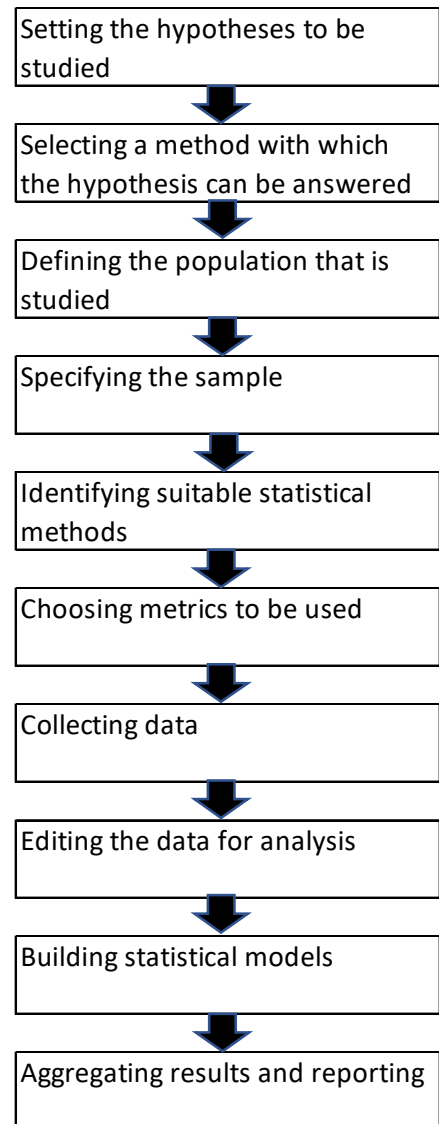 Setting the hypotheses to be
studied
Selecting a method with which
the hypothesis can be answered
Defining the population that is
studied
Specifying the sample
Identifying suitable statistical
methods
Choosing metrics to be used
Collecting data
Editing the data for analysis
Building statistical models
Aggregating results and reporting